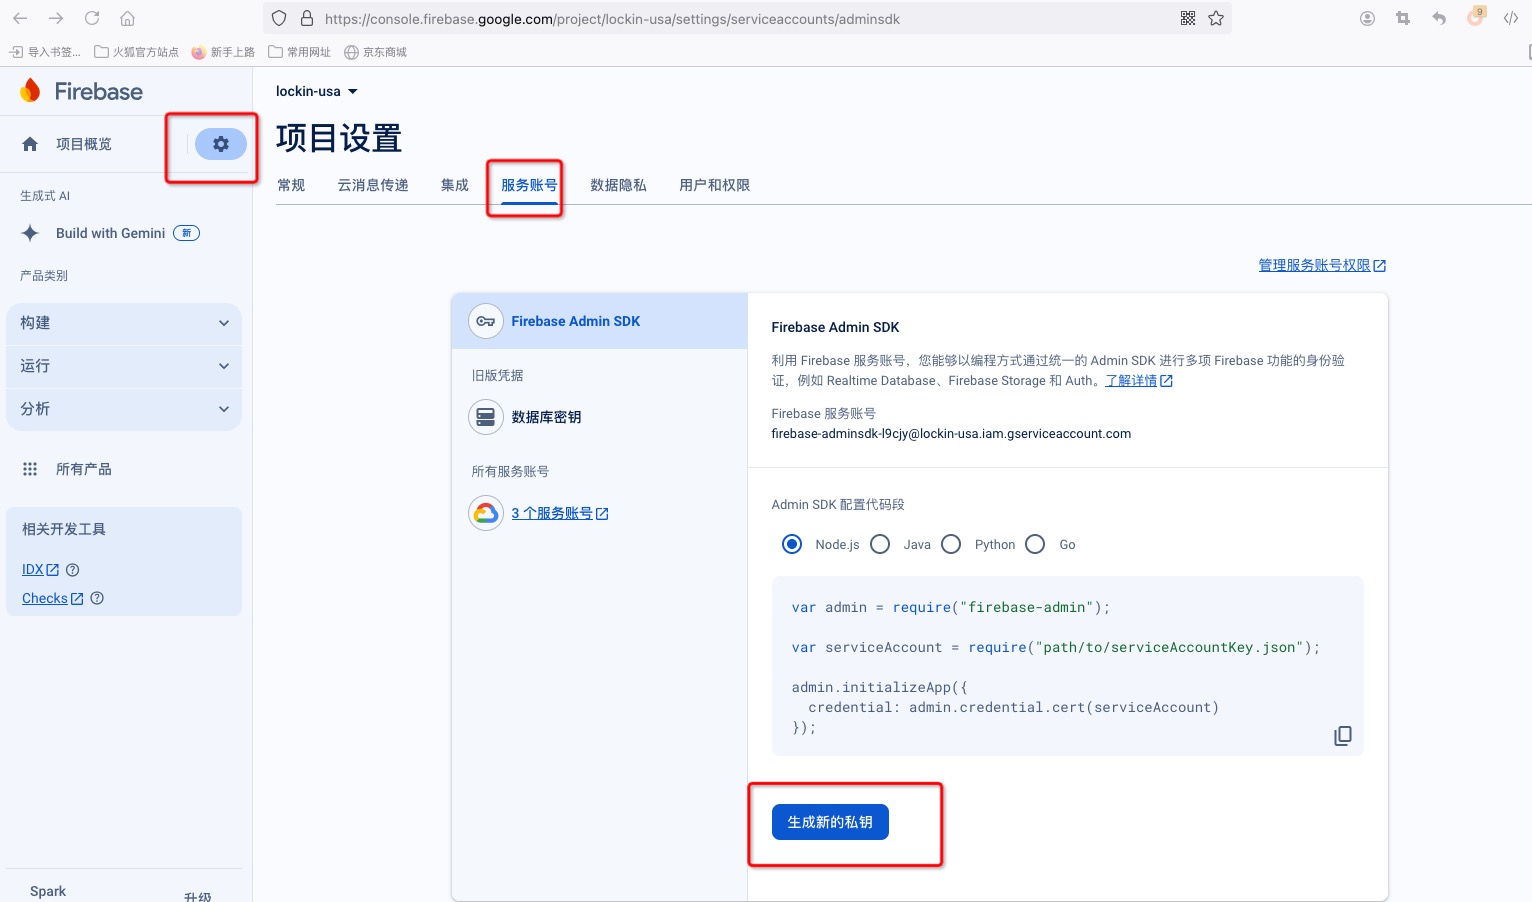 https://console.firebase.google.com/project/lockin-usa/settings/serviceaccounts/adminsdk
9
导入书签... 火狐官方站点 新手上路 常用网址 京东商城
Firebase
项目概览
生成式 AI
Build with Gemini 新
产品类别
构建
运行
分析
所有产品
相关开发工具
IDX
Checks
Spark
升级
lockin-usa
项目设置
常规 云消息传递 集成 服务账号 数据隐私 用户和权限
管理服务账号权限
Firebase Admin SDK
旧版凭据
数据库密钥
所有服务账号
3 个服务账号
Firebase Admin SDK
利用 Firebase 服务账号，您能够以编程方式通过统一的 Admin SDK 进行多项 Firebase 功能的身份验
证，例如 Realtime Database、Firebase Storage 和 Auth。了解详情
Firebase 服务账号
firebase-adminsdk-l9cjy@lockin-usa.iam.gserviceaccount.com
Admin SDK 配置代码段
Node.js Java Python Go
var admin = require("firebase-admin");
var serviceAccount = require("path/to/serviceAccountKey.json");
admin.initializeApp({
credential: admin.credential.cert(serviceAccount)
});
生成新的私钥